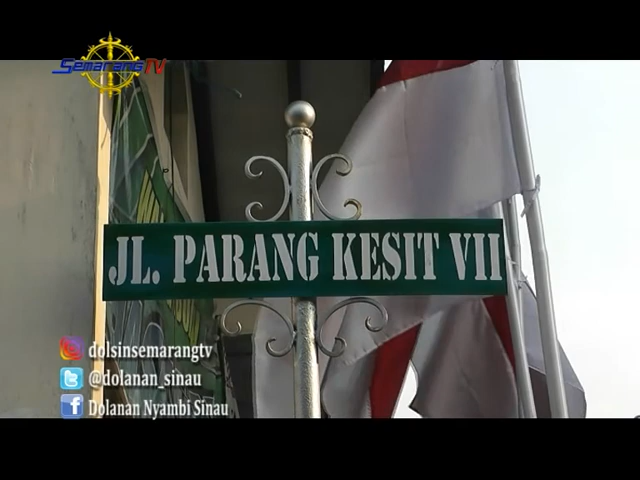 SemarangTV
JL. PARANG KESIT VII
dolsinsemarangtv
@dolanan_sinau
Dolanan Nyambi Sinau